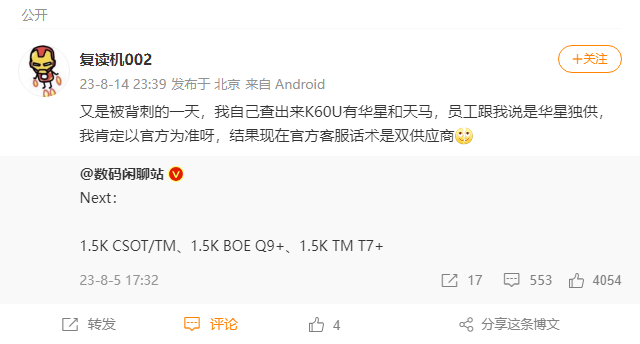 公开
复读机002
+关注
23-8-14 23:39 发布于 北京 来自 Android
又是被背刺的一天，我自己查出来K60U有华星和天马，员工跟我说是华星独供，
我肯定以官方为准呀，结果现在官方客服话术是双供应商
@数码闲聊站
Next：
1.5K CSOT/TM、1.5K BOE Q9+、1.5K TM T7+
23-8-5 17:32 17 553 4054
转发 评论 4 分享这条博文